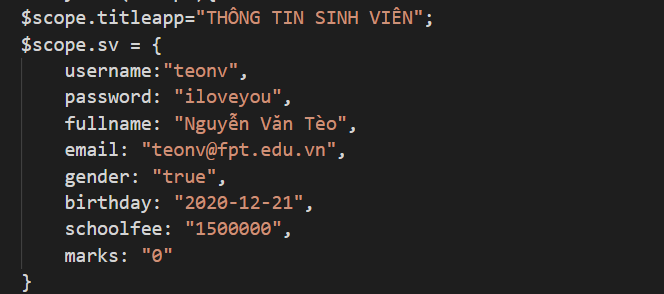 $scope.titleapp="THÔNG TIN SINH VIÊN";
$scope.sv = {
username:"teonv",
password: "iloveyou",
fullname: "Nguyễn Văn Tèo",
email: "teonv@fpt.edu.vn",
gender: "true",
birthday: "2020-12-21",
schoolfee: "1500000",
marks: "0"
}